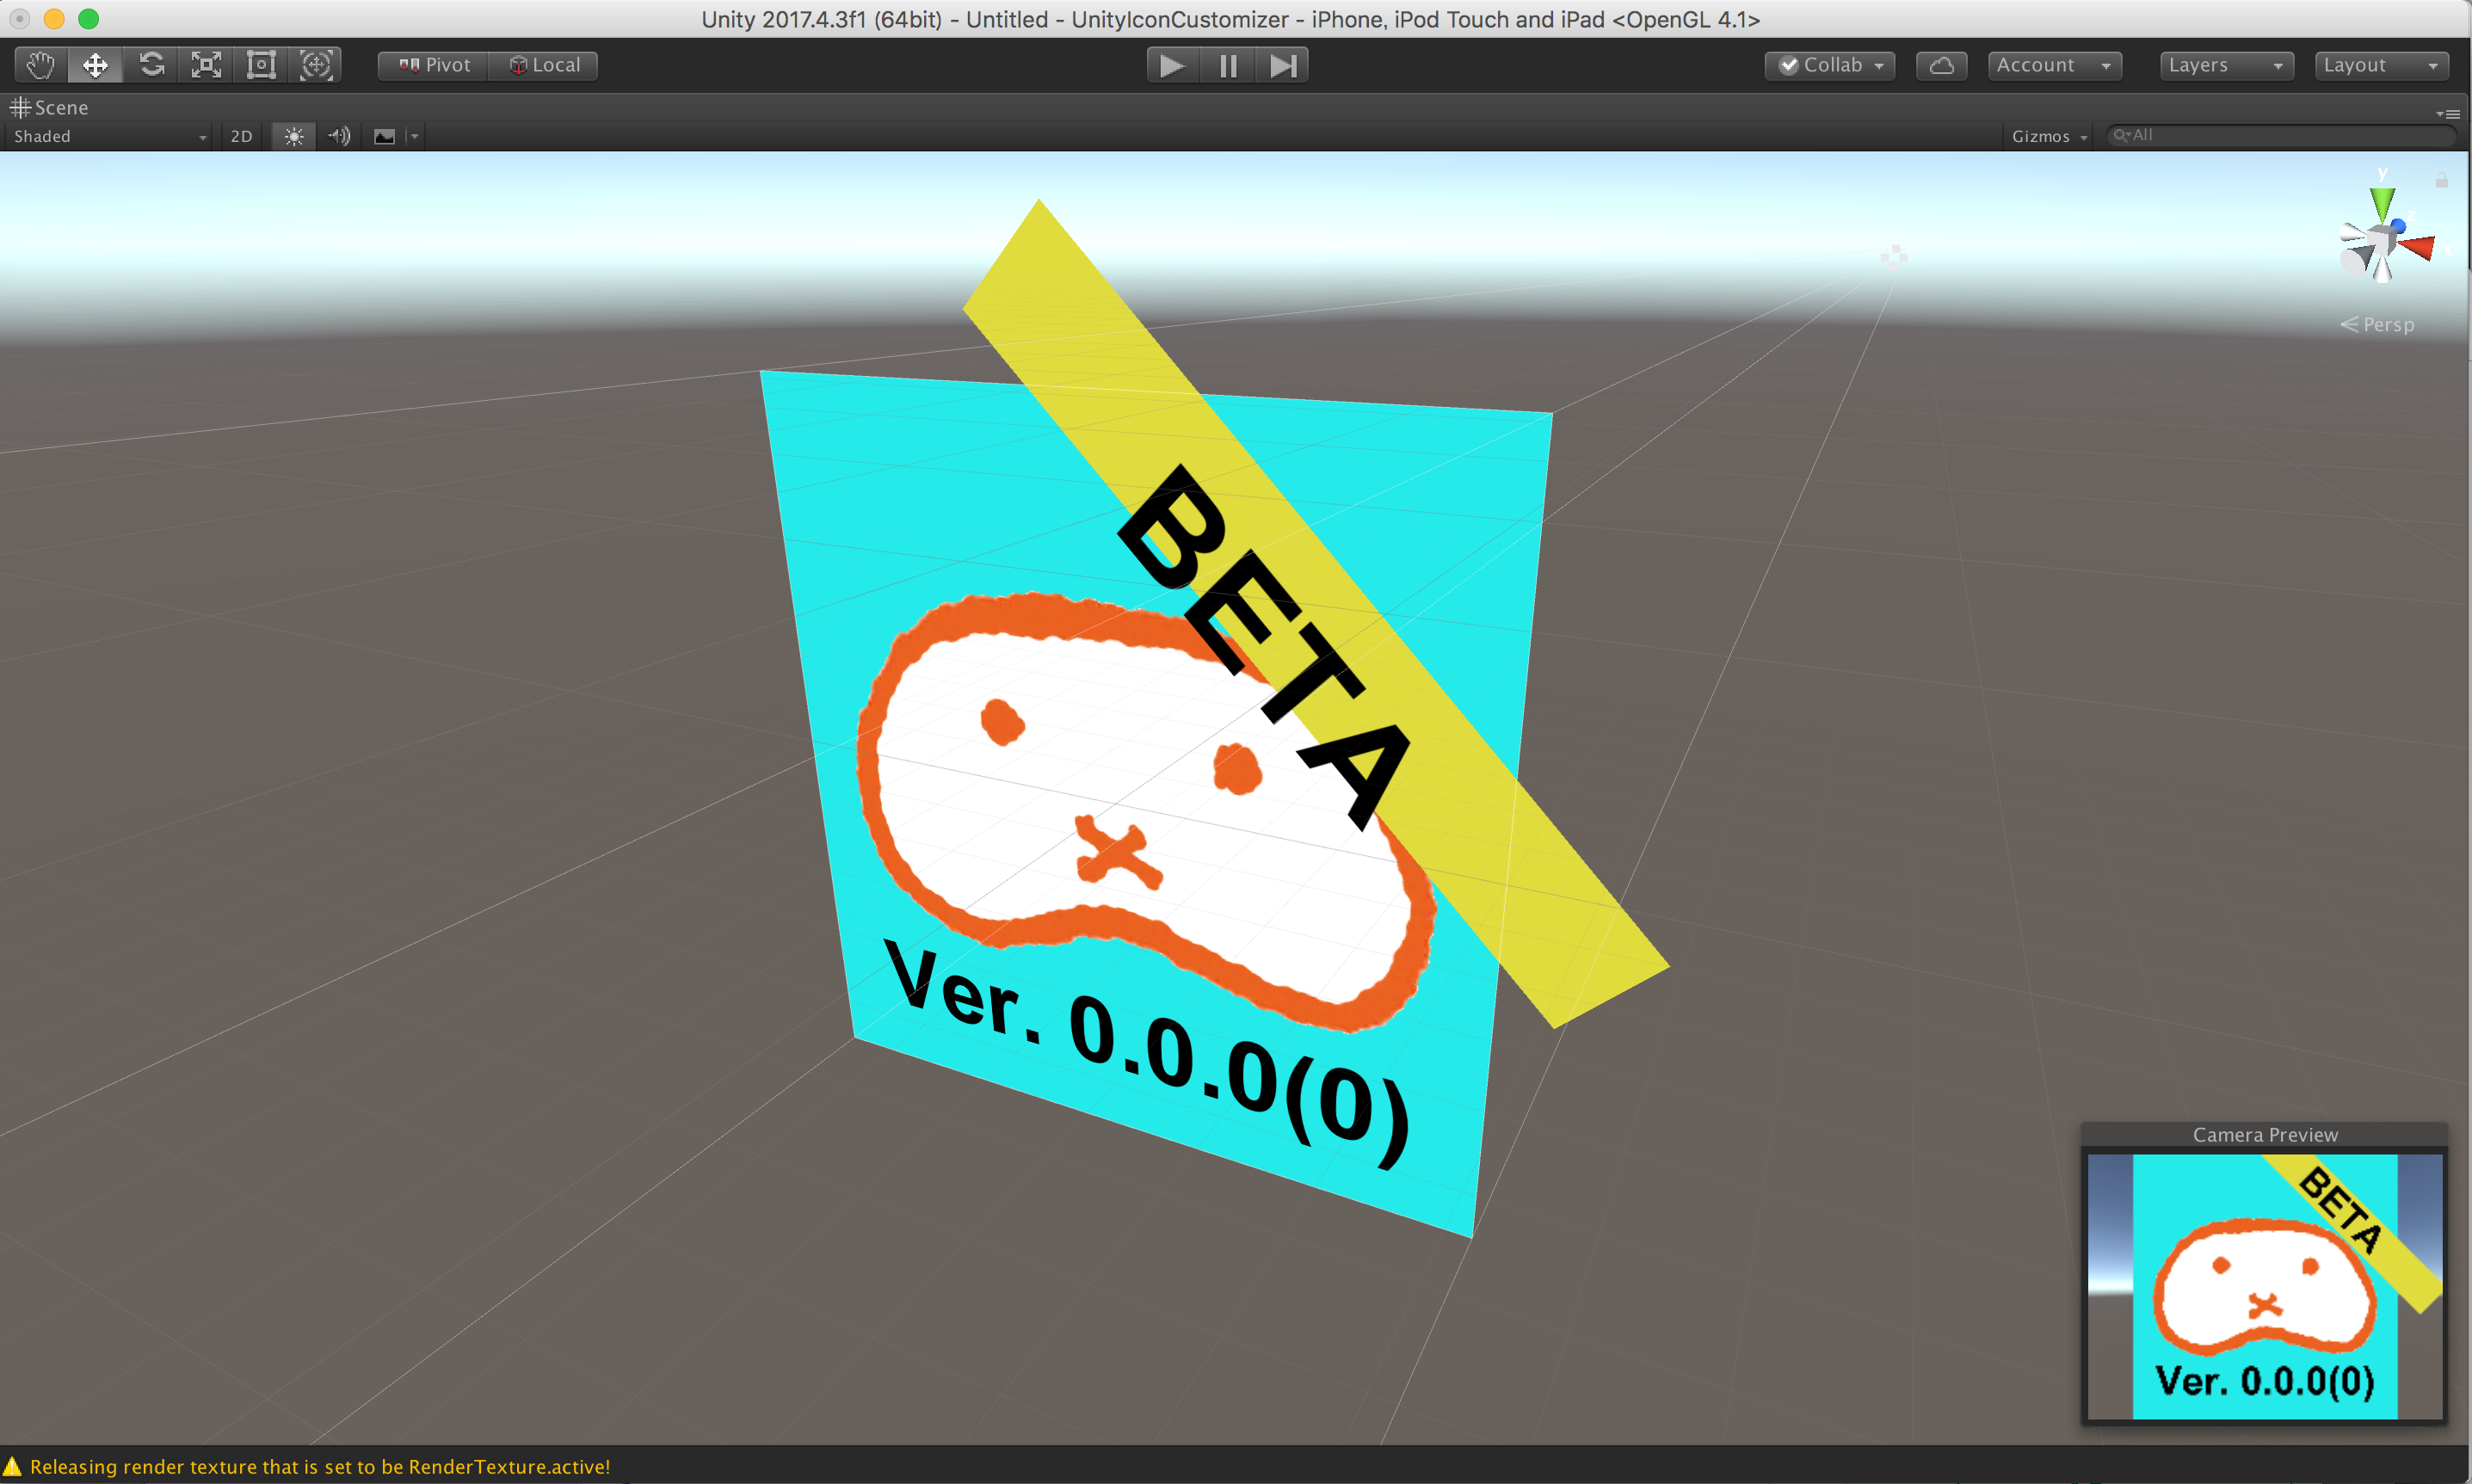 Unity 2017.4.3f1 (64bit) - Untitled - UnityIconCustomizer - iPhone, iPod Touch and iPad <OpenGL 4.1>
Pivot Local Collab Account Layers Layout
Scene
Shaded 2D Gizmos All
y
z
x
Persp
BETA
Ver. 0.0.0(0)
Camera Preview
BETA
Ver. 0.0.0(0)
Releasing render texture that is set to be RenderTexture.active!